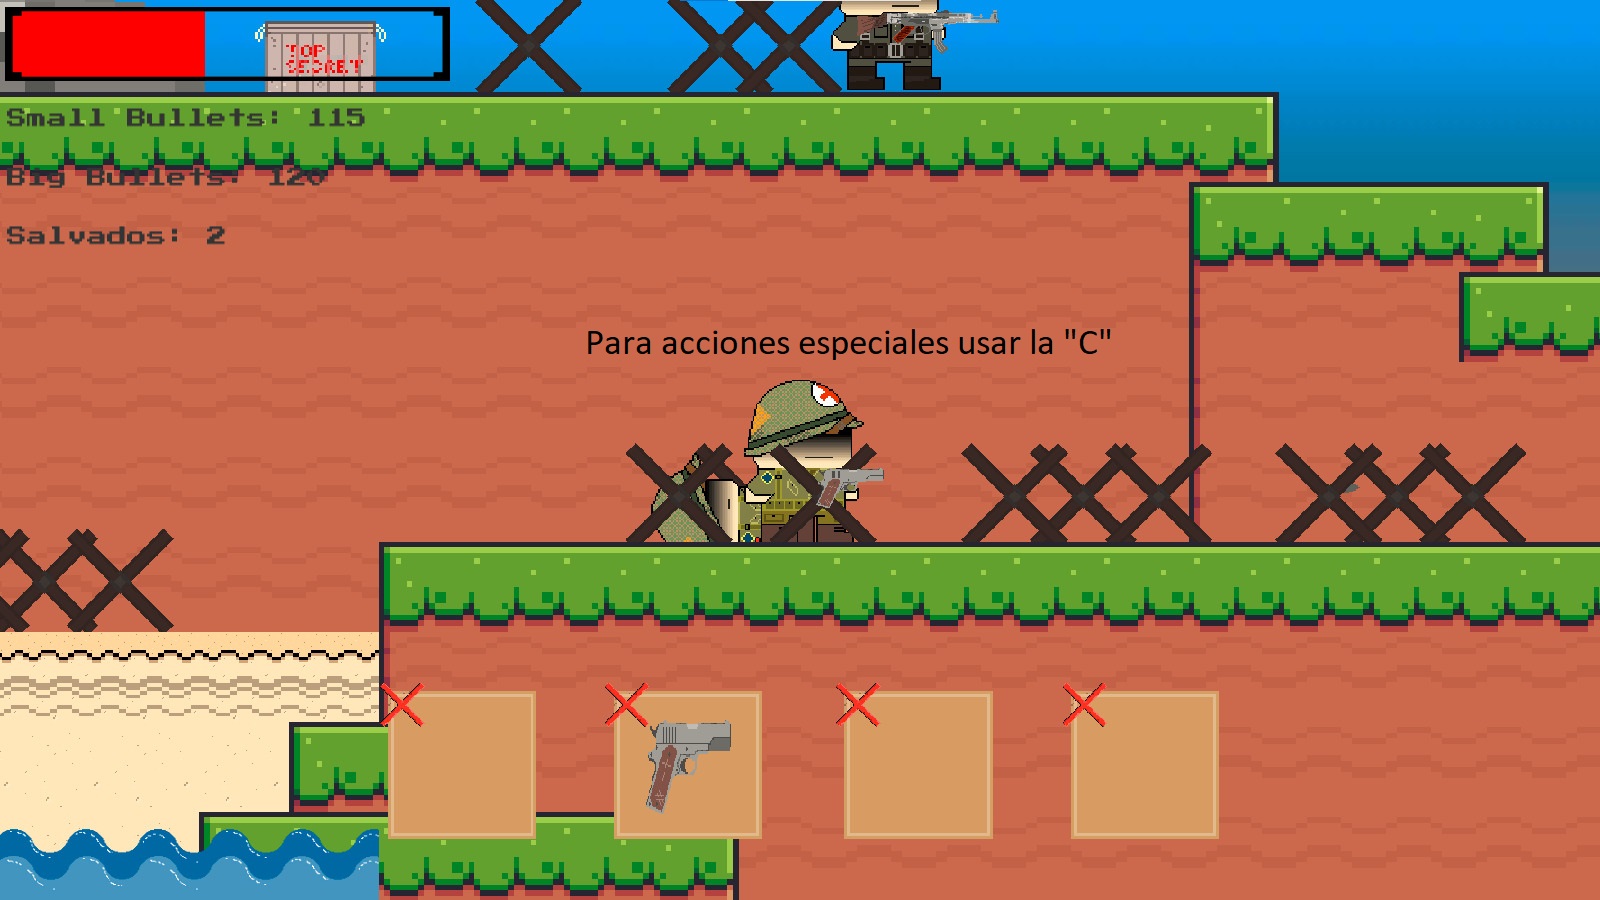 TOP
SECRET
Small Bullets: 115
Big Bullets: 120
Salvados: 2
Para acciones especiales usar la "C"